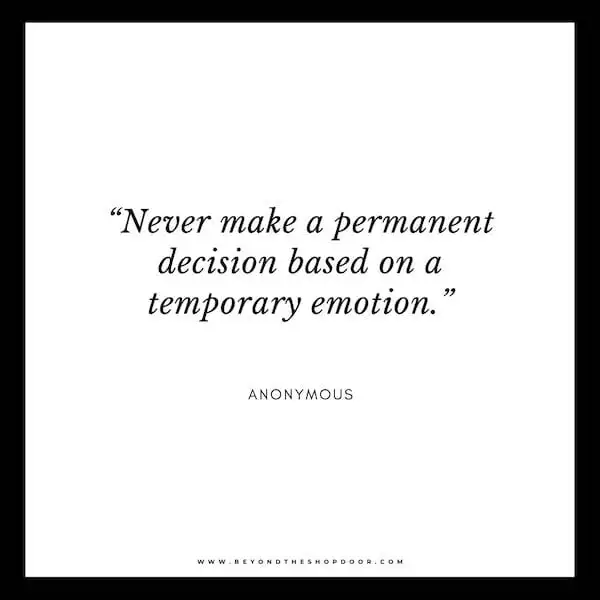 “Never make a permanent
decision based on a
temporary emotion.”
ANONYMOUS
WWW.BEYONDTHESHOPDOOR.COM